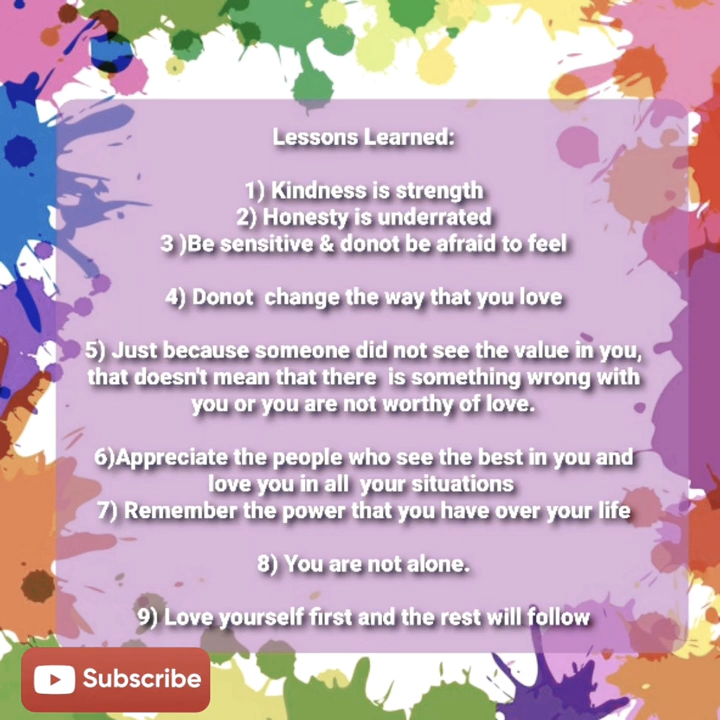 Lessons Learned:
1) Kindness is strength
2) Honesty is underrated
3 )Be sensitive & donot be afraid to feel
4) Donot  change the way that you love
5) Just because someone did not see the value in you,
that doesn't mean that there  is something wrong with
you or you are not worthy of love.
6)Appreciate the people who see the best in you and
love you in all  your situations
7) Remember the power that you have over your life
8) You are not alone.
9) Love yourself first and the rest will follow
Subscribe